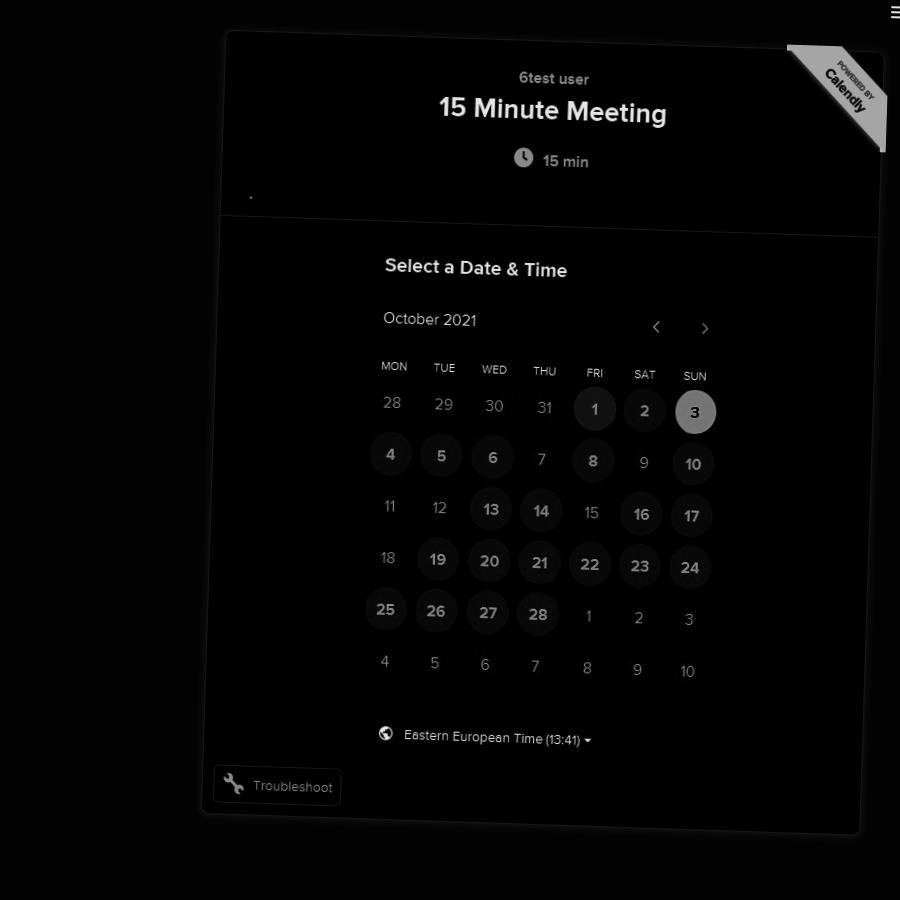 6test user
POWERED BY
Calendly
15 Minute Meeting
15 min
Select a Date & Time
October 2021
MON TUE WED THU FRI SAT SUN
28 29 30 31 1 2 3
4 5 6 7 8 9 10
11 12 13 14 15 16 17
18 19 20 21 22 23 24
25 26 27 28 1 2 3
4 5 6 7 8 9 10
Eastern European Time (13:41)
Troubleshoot